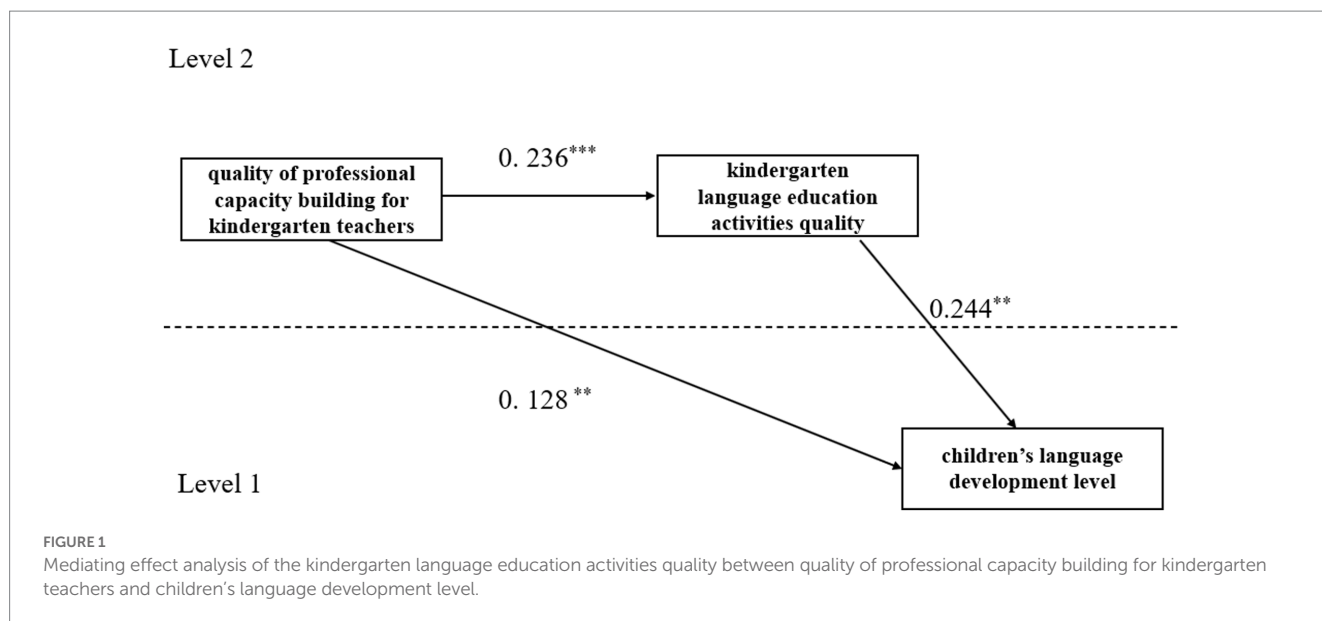 Level 2
0. 236***
quality of professional
capacity building for
kindergarten teachers
kindergarten
language education
activities quality
0.244**
0. 128 **
children’s language
development level
Level 1
FIGURE 1
Mediating effect analysis of the kindergarten language education activities quality between quality of professional capacity building for kindergarten
teachers and children’s language development level.